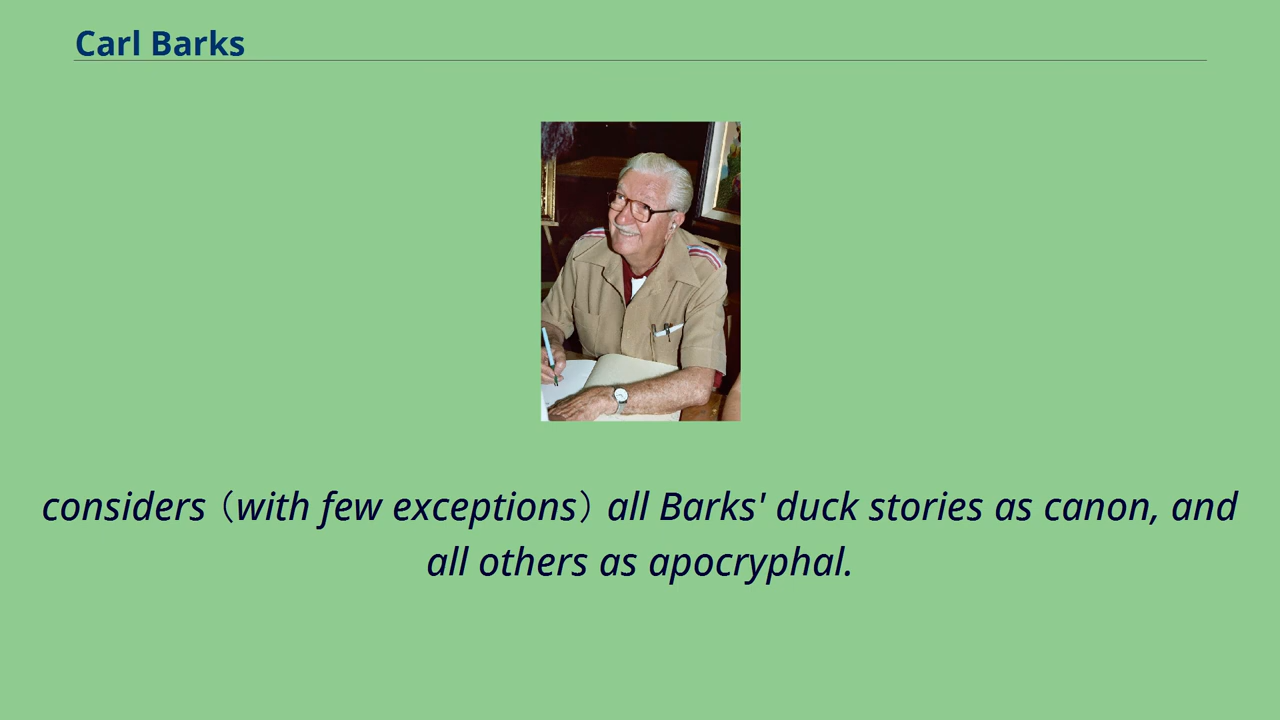 Carl Barks
considers (with few exceptions) all Barks' duck stories as canon, and
all others as apocryphal.